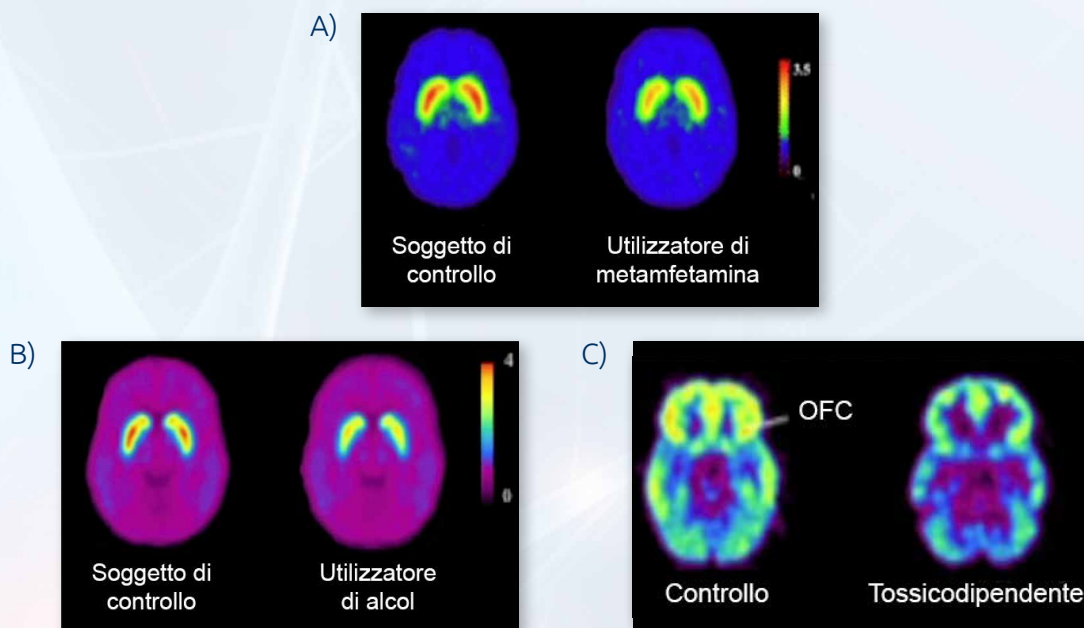 A)
3.5
0
Soggetto di
controllo
Utilizzatore di
metamfetamina
B)
4
0
Soggetto di
controllo
Utilizzatore
di alcol
C)
OFC
Controllo
Tossicodipendente